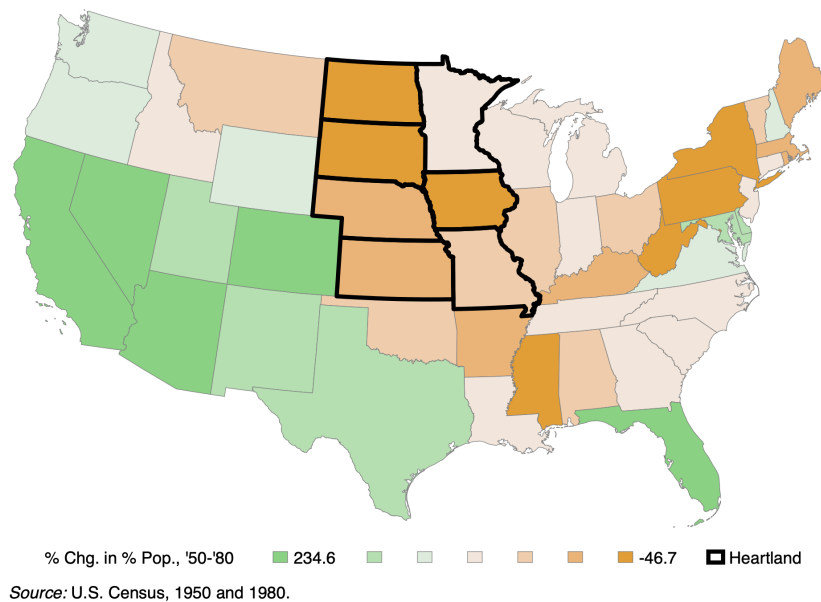 % Chg. in % Pop., '50-'80 234.6 -46.7 Heartland
Source: U.S. Census, 1950 and 1980.